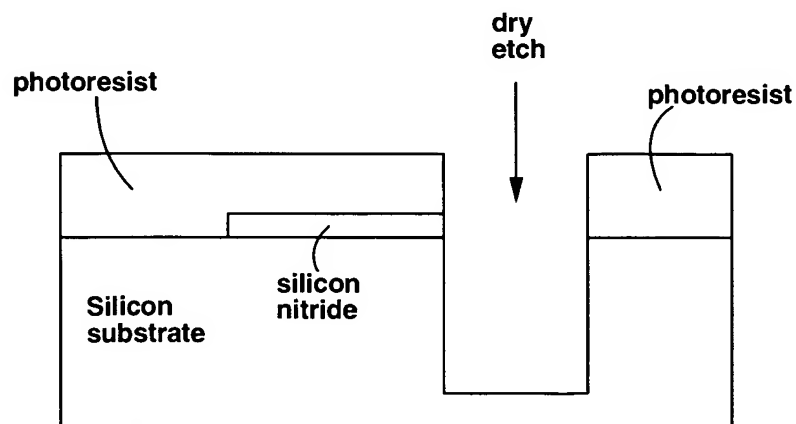 dry
etch
photoresist
photoresist
silicon
nitride
Silicon
substrate